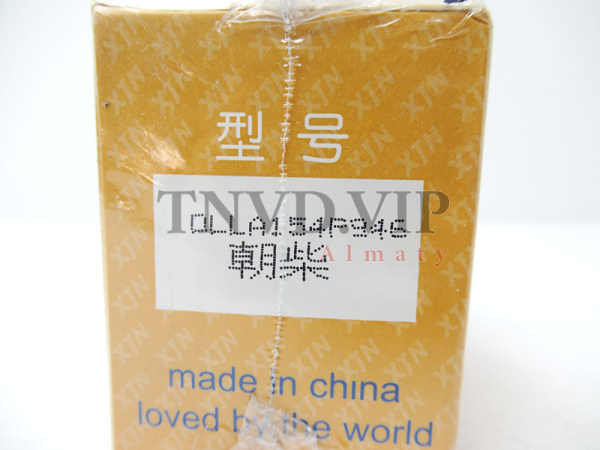 型号
TNVD.VIP
DLLA154P946
Almaty
朝柴
made in china
loved by the world